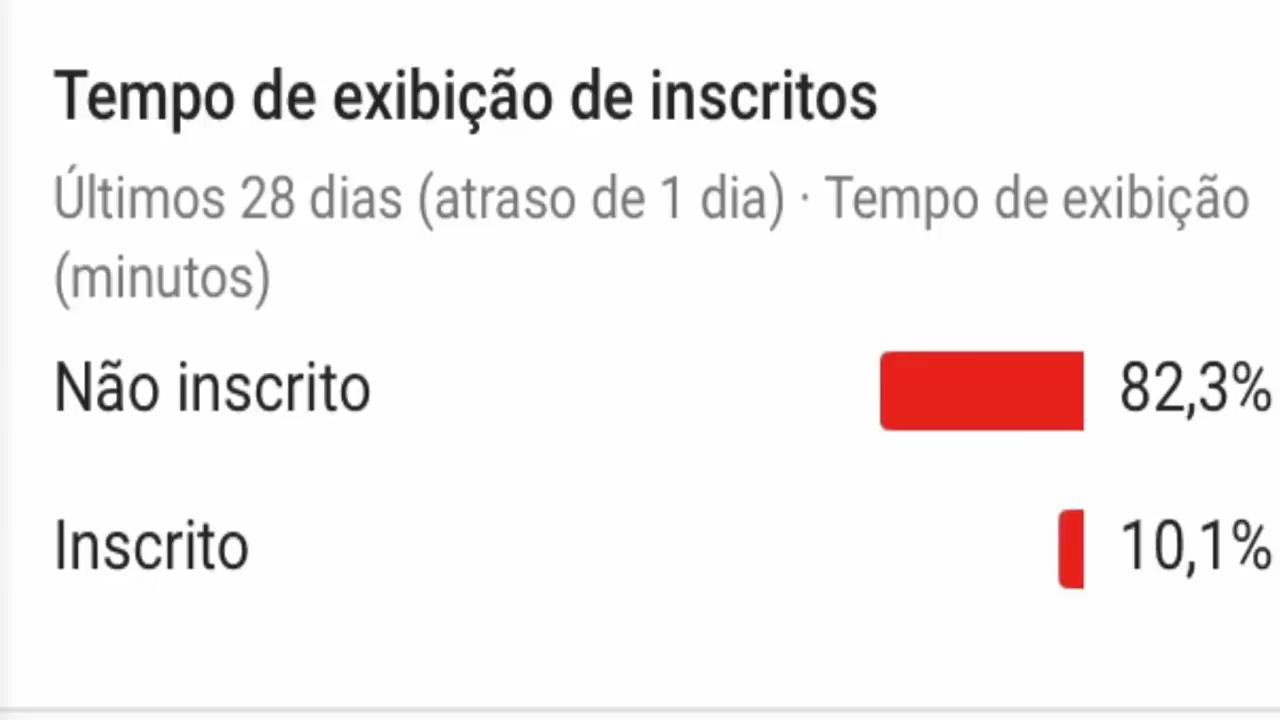 Tempo de exibição de inscritos
Últimos 28 dias (atraso de 1 dia) · Tempo de exibição
(minutos)
Não inscrito 82,3%
Inscrito 10,1%